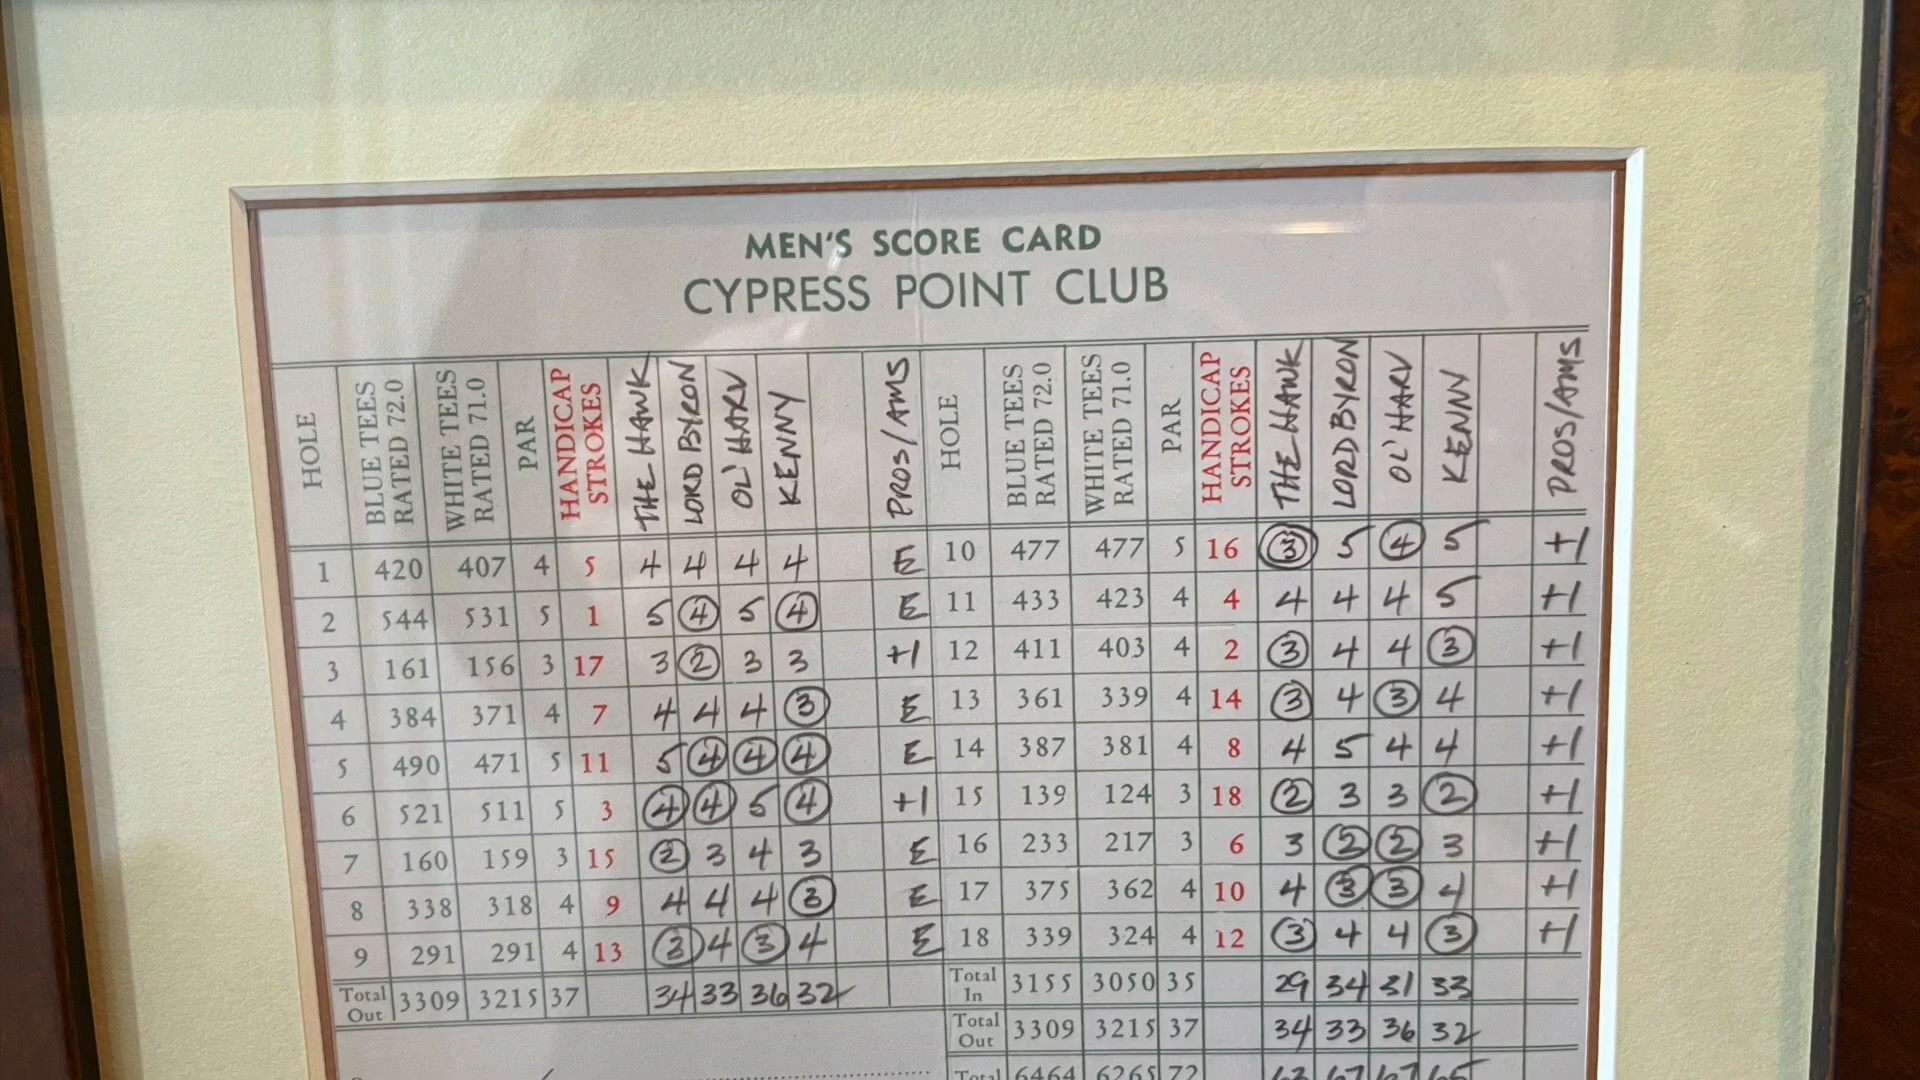 MEN'S SCORE CARD
CYPRESS POINT CLUB
HOLE BLUE TEES RATED 72.0 WHITE TEES RATED 71.0 PAR HANDICAP STROKES THE HAWK LORD BYRON OL' HARV KENNY PROS/AMS HOLE BLUE TEES RATED 72.0 WHITE TEES RATED 71.0 PAR HANDICAP STROKES THE HAWK LORD BYRON OL' HARV KENNY PROS/AMS
1 420 407 4 5 4 4 4 4 E 10 477 477 5 16 3 5 4 5 +1
2 544 531 5 1 5 4 5 4 E 11 433 423 4 4 4 4 4 5 +1
3 161 156 3 17 3 2 3 3 +1 12 411 403 4 2 3 4 4 3 +1
4 384 371 4 7 4 4 4 3 E 13 361 339 4 14 3 4 3 4 +1
5 490 471 5 11 5 4 4 4 E 14 387 381 4 8 4 5 4 4 +1
6 521 511 5 3 4 4 5 4 +1 15 139 124 3 18 2 3 3 2 +1
7 160 159 3 15 2 3 4 3 E 16 233 217 3 6 3 2 2 3 +1
8 338 318 4 9 4 4 4 3 E 17 375 362 4 10 4 3 3 4 +1
9 291 291 4 13 3 4 3 4 E 18 339 324 4 12 3 4 4 3 +1
Total Out 3309 3215 37 34 33 36 32 Total In 3155 3050 35 29 34 31 33
Total Out 3309 3215 37 34 33 36 32
Total 6464 6265 72 63 67 67 65